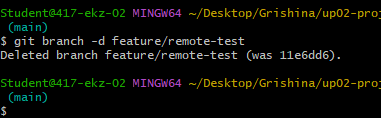 Student@417-ekz-02 MINGW64 ~/Desktop/Grishina/up02-proj
(main)
$ git branch -d feature/remote-test
Deleted branch feature/remote-test (was 11e6dd6).
Student@417-ekz-02 MINGW64 ~/Desktop/Grishina/up02-proj
(main)
$